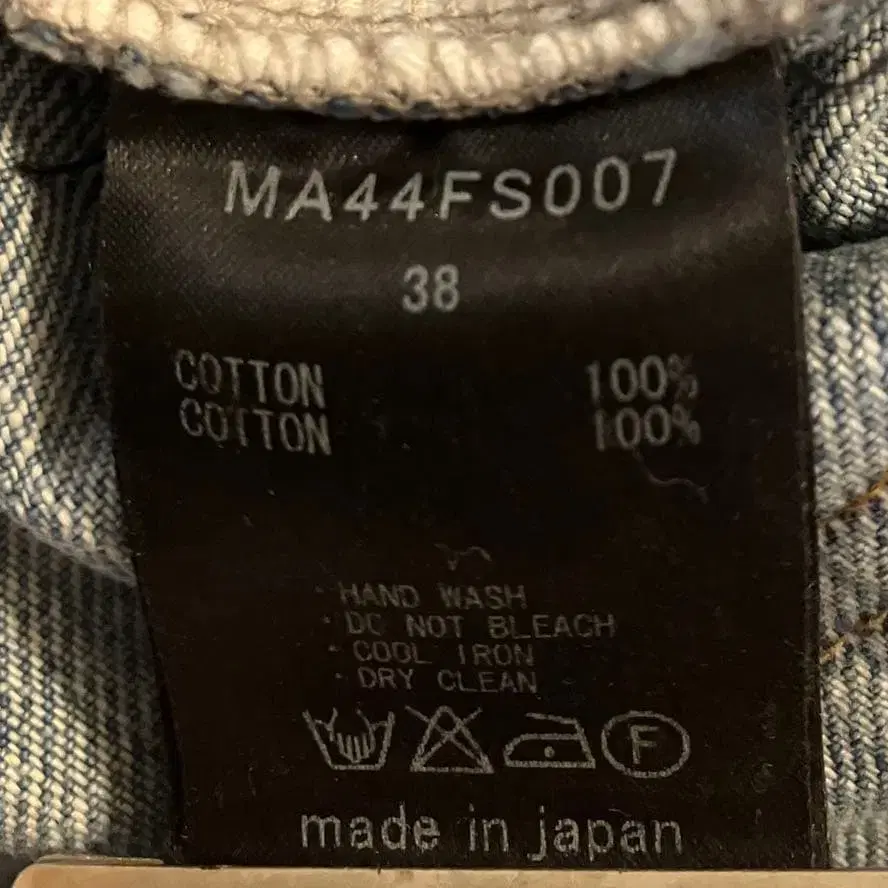 MA44FS007
38
COTTON 100%
COTTON 100%
· HAND WASH
· DO NOT BLEACH
· COOL IRON
· DRY CLEAN
F
made in japan